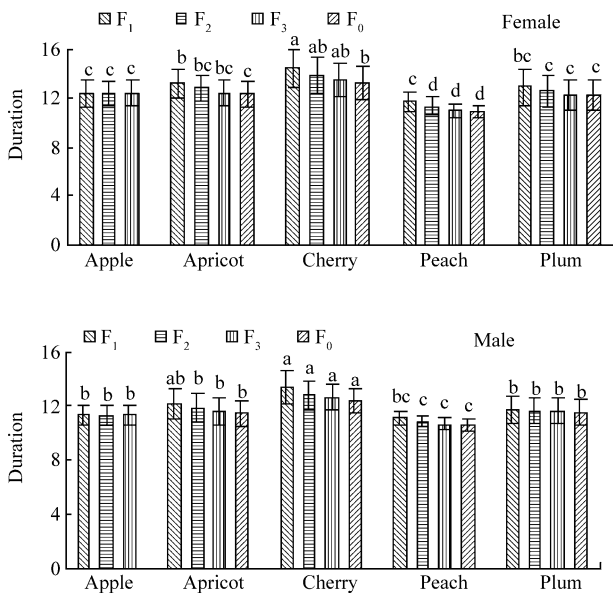 F1 F2 F3 F0 Female
16
12
8
4
0
Duration
c c c b bc bc c a ab ab b c d d d bc c c c
Apple Apricot Cherry Peach Plum
F1 F2 F3 F0 Male
16
12
8
4
0
Duration
b b b ab b b b a a a a bc c c c b b b b
Apple Apricot Cherry Peach Plum